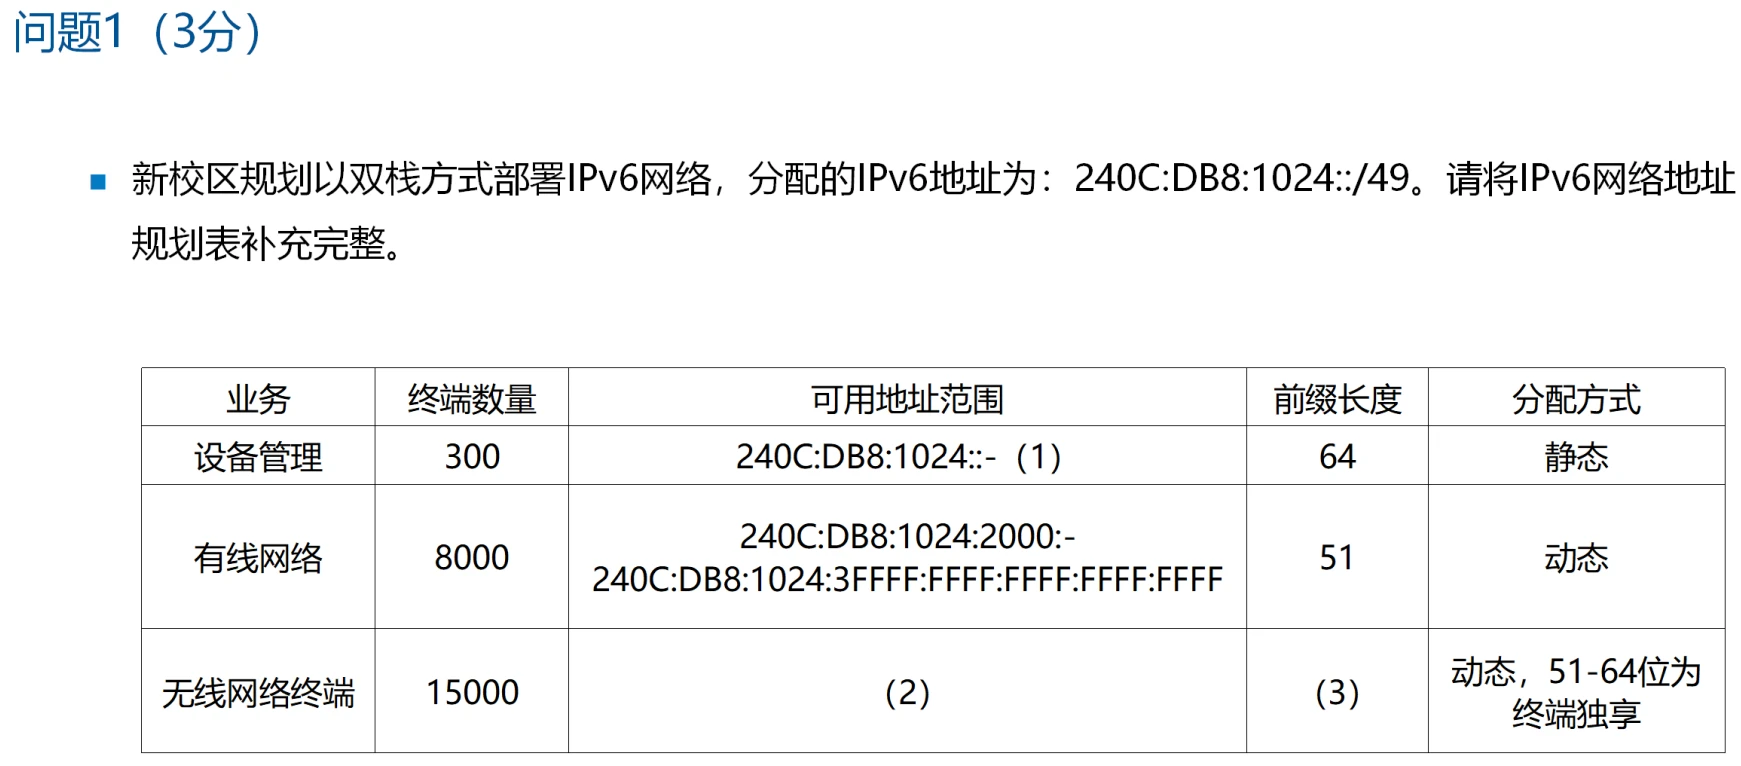 问题1（3分）
新校区规划以双栈方式部署IPv6网络，分配的IPv6地址为：240C:DB8:1024::/49。请将IPv6网络地址
规划表补充完整。
业务 终端数量 可用地址范围 前缀长度 分配方式
设备管理 300 240C:DB8:1024::-（1） 64 静态
有线网络 8000 240C:DB8:1024:2000:- 51 动态
240C:DB8:1024:3FFFF:FFFF:FFFF:FFFF:FFFF
无线网络终端 15000 （2） （3） 动态，51-64位为
终端独享